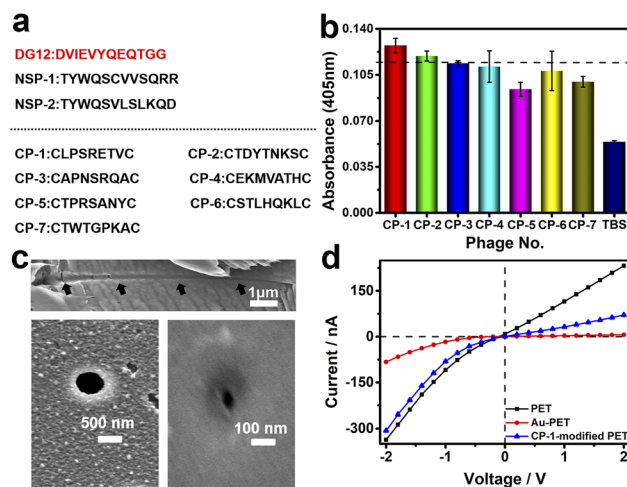 a
DG12:DVIEVYQEQTGG
NSP-1:TYWQSCVVSQRR
NSP-2:TYWQSVLSLKQD
CP-1:CLPSRETVC CP-2:CTDYTNKSC
CP-3:CAPNSRQAC CP-4:CEKMVATHC
CP-5:CTPRSANYC CP-6:CSTLHQKLC
CP-7:CTWTGPKAC
b
Absorbance (405nm)
0.140
0.105
0.070
0.035
0.000
CP-1 CP-2 CP-3 CP-4 CP-5 CP-6 CP-7 TBS
Phage No.
c
1μm
500 nm
100 nm
d
Current / nA
150
0
-150
-300
PET
Au-PET
CP-1-modified PET
-2 -1 0 1 2
Voltage / V